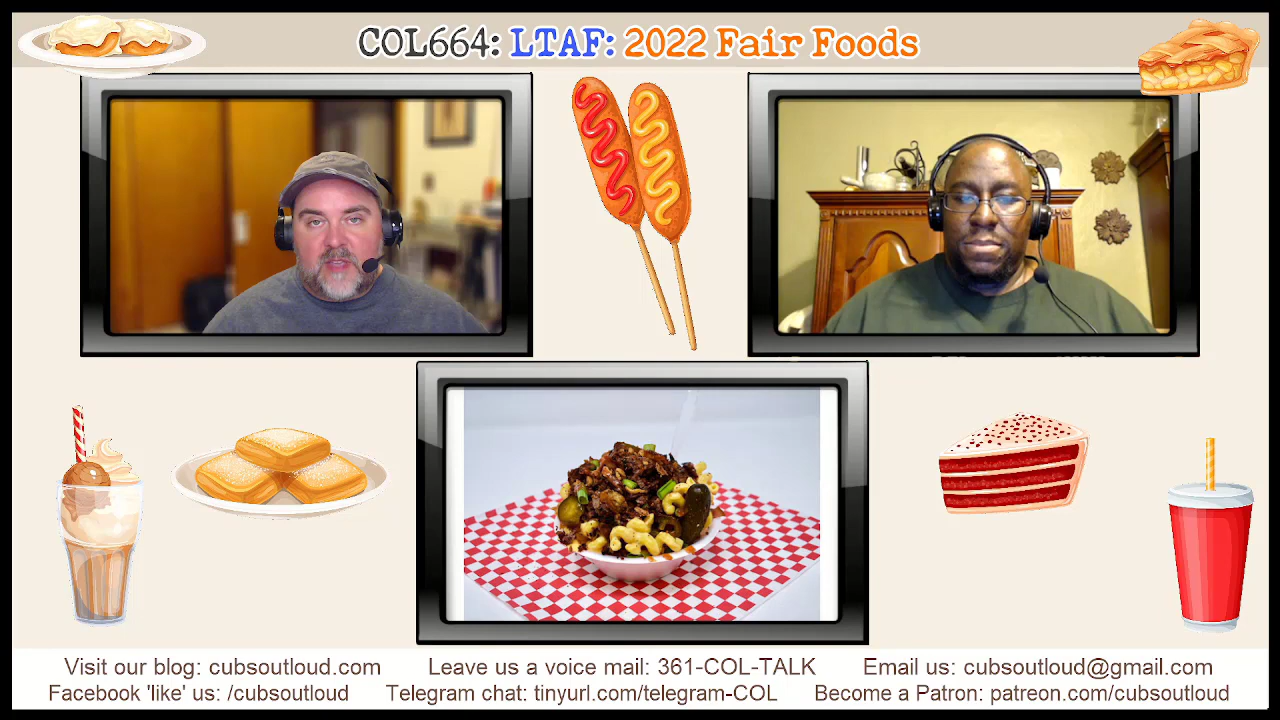 COL664: LTAF: 2022 Fair Foods
Visit our blog: cubsoutloud.com Leave us a voice mail: 361-COL-TALK Email us: cubsoutloud@gmail.com
Facebook 'like' us: /cubsoutloud Telegram chat: tinyurl.com/telegram-COL Become a Patron: patreon.com/cubsoutloud